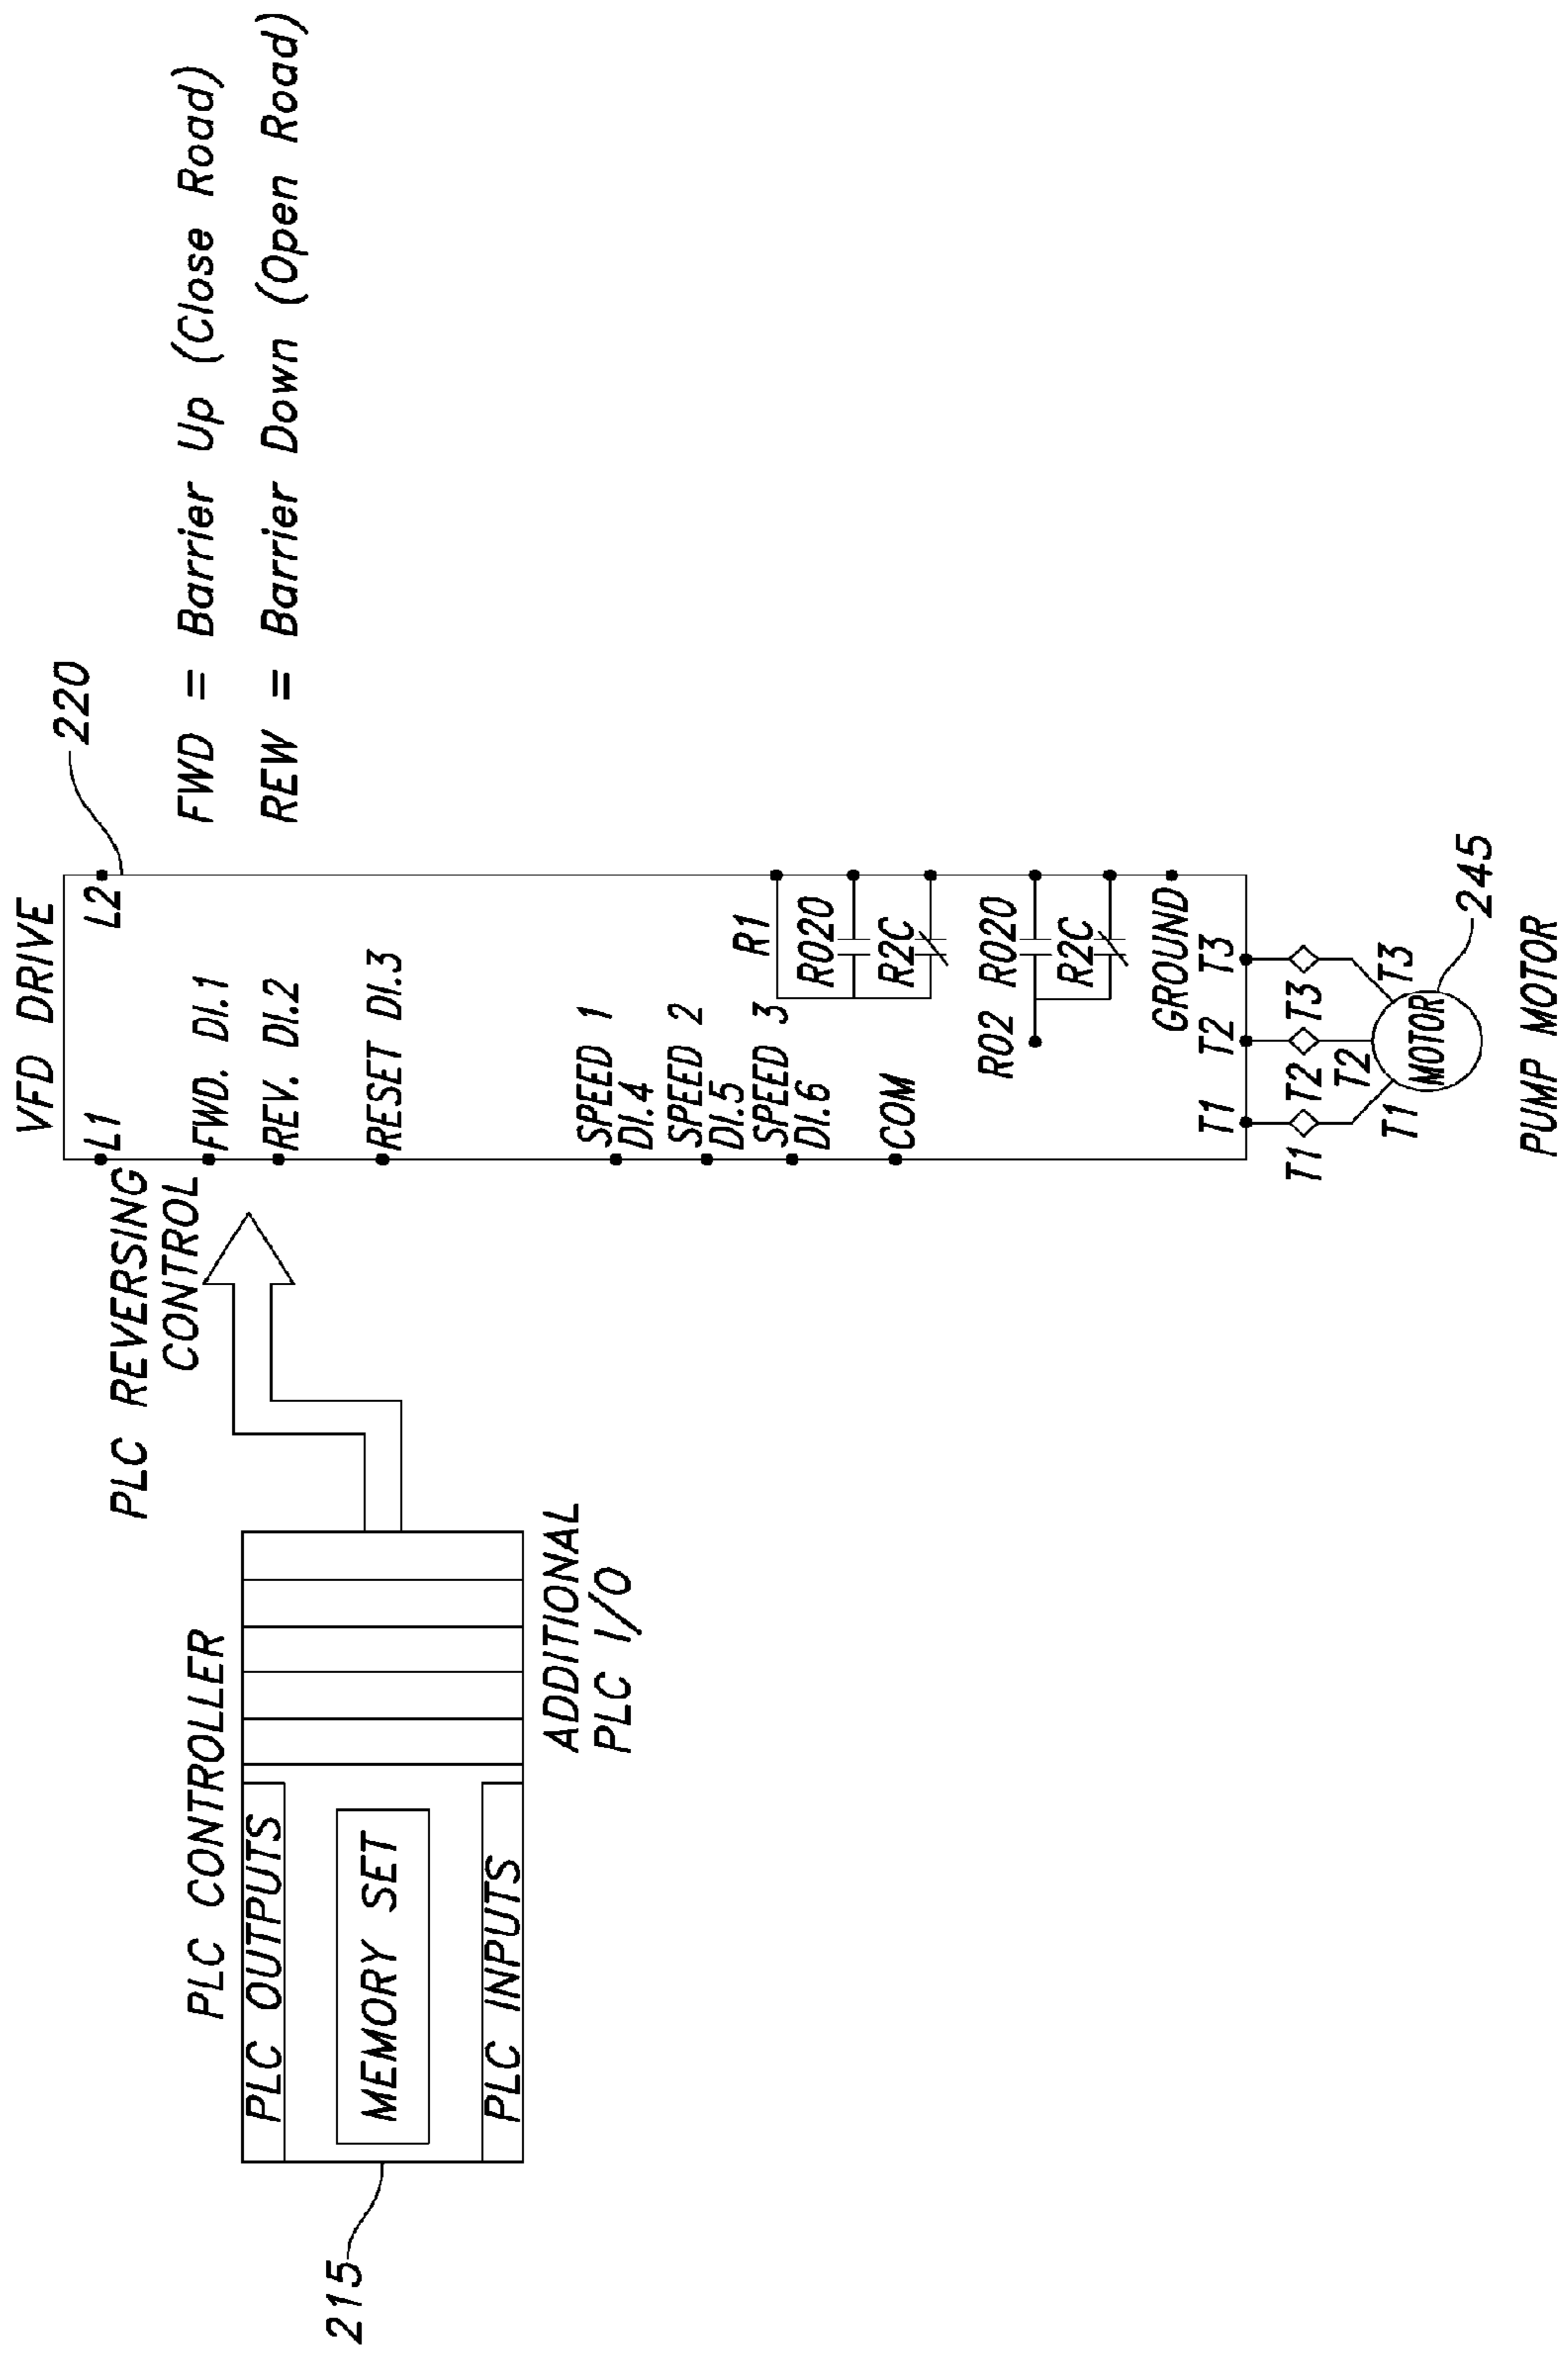 VFD DRIVE
220
L1
L2
FWD = Barrier Up (Close Road)
REW = Barrier Down (Open Road)
PLC REVERSING
CONTROL
FWD. DI.1
REV. DI.2
RESET DI.3
PLC CONTROLLER
PLC OUTPUTS
MEMORY SET
PLC INPUTS
215
ADDITIONAL
PLC I/O
SPEED 1
DI.4
SPEED 2
DI.5
SPEED 3
DI.6
COM
R1
RO20
R2C
RO2
RO20
R2C
GROUND
T1
T2
T3
T1
T2
T3
T1
T2
T3
MOTOR
245
PUMP MOTOR